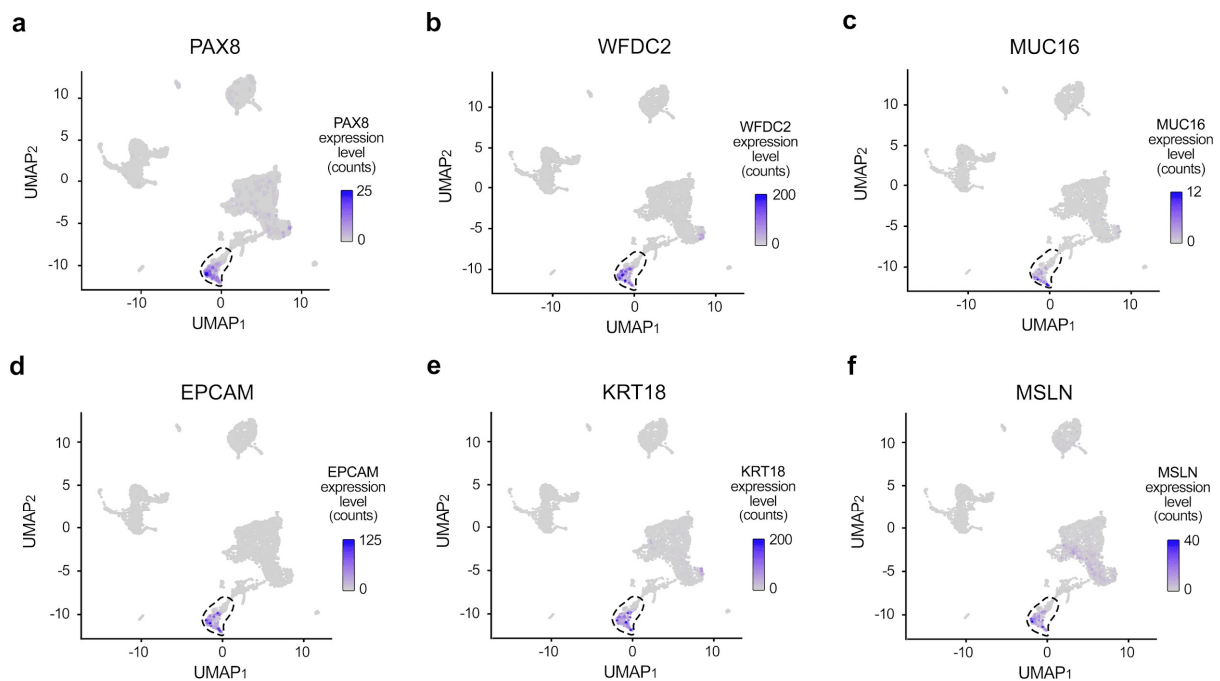 a
PAX8
10
5
0
-5
-10
UMAP2
-10
0
10
UMAP1
PAX8
expression
level
(counts)
25
0
b
WFDC2
10
5
0
-5
-10
UMAP2
-10
0
10
UMAP1
WFDC2
expression
level
(counts)
200
0
c
MUC16
10
5
0
-5
-10
UMAP2
-10
0
10
UMAP1
MUC16
expression
level
(counts)
12
0
d
EPCAM
10
5
0
-5
-10
UMAP2
-10
0
10
UMAP1
EPCAM
expression
level
(counts)
125
0
e
KRT18
10
5
0
-5
-10
UMAP2
-10
0
10
UMAP1
KRT18
expression
level
(counts)
200
0
f
MSLN
10
5
0
-5
-10
UMAP2
-10
0
10
UMAP1
MSLN
expression
level
(counts)
40
0